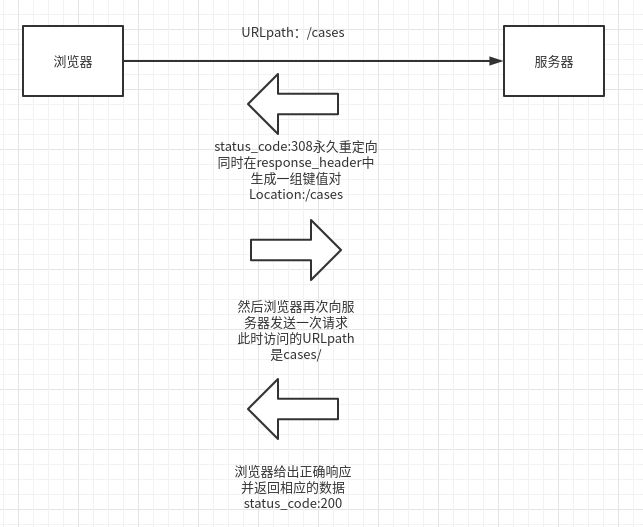 URLpath：/cases
浏览器
服务器
status_code:308永久重定向
同时在response_header中
生成一组键值对
Location:/cases
然后浏览器再次向服
务器发送一次请求
此时访问的URLpath
是cases/
浏览器给出正确响应
并返回相应的数据
status_code:200